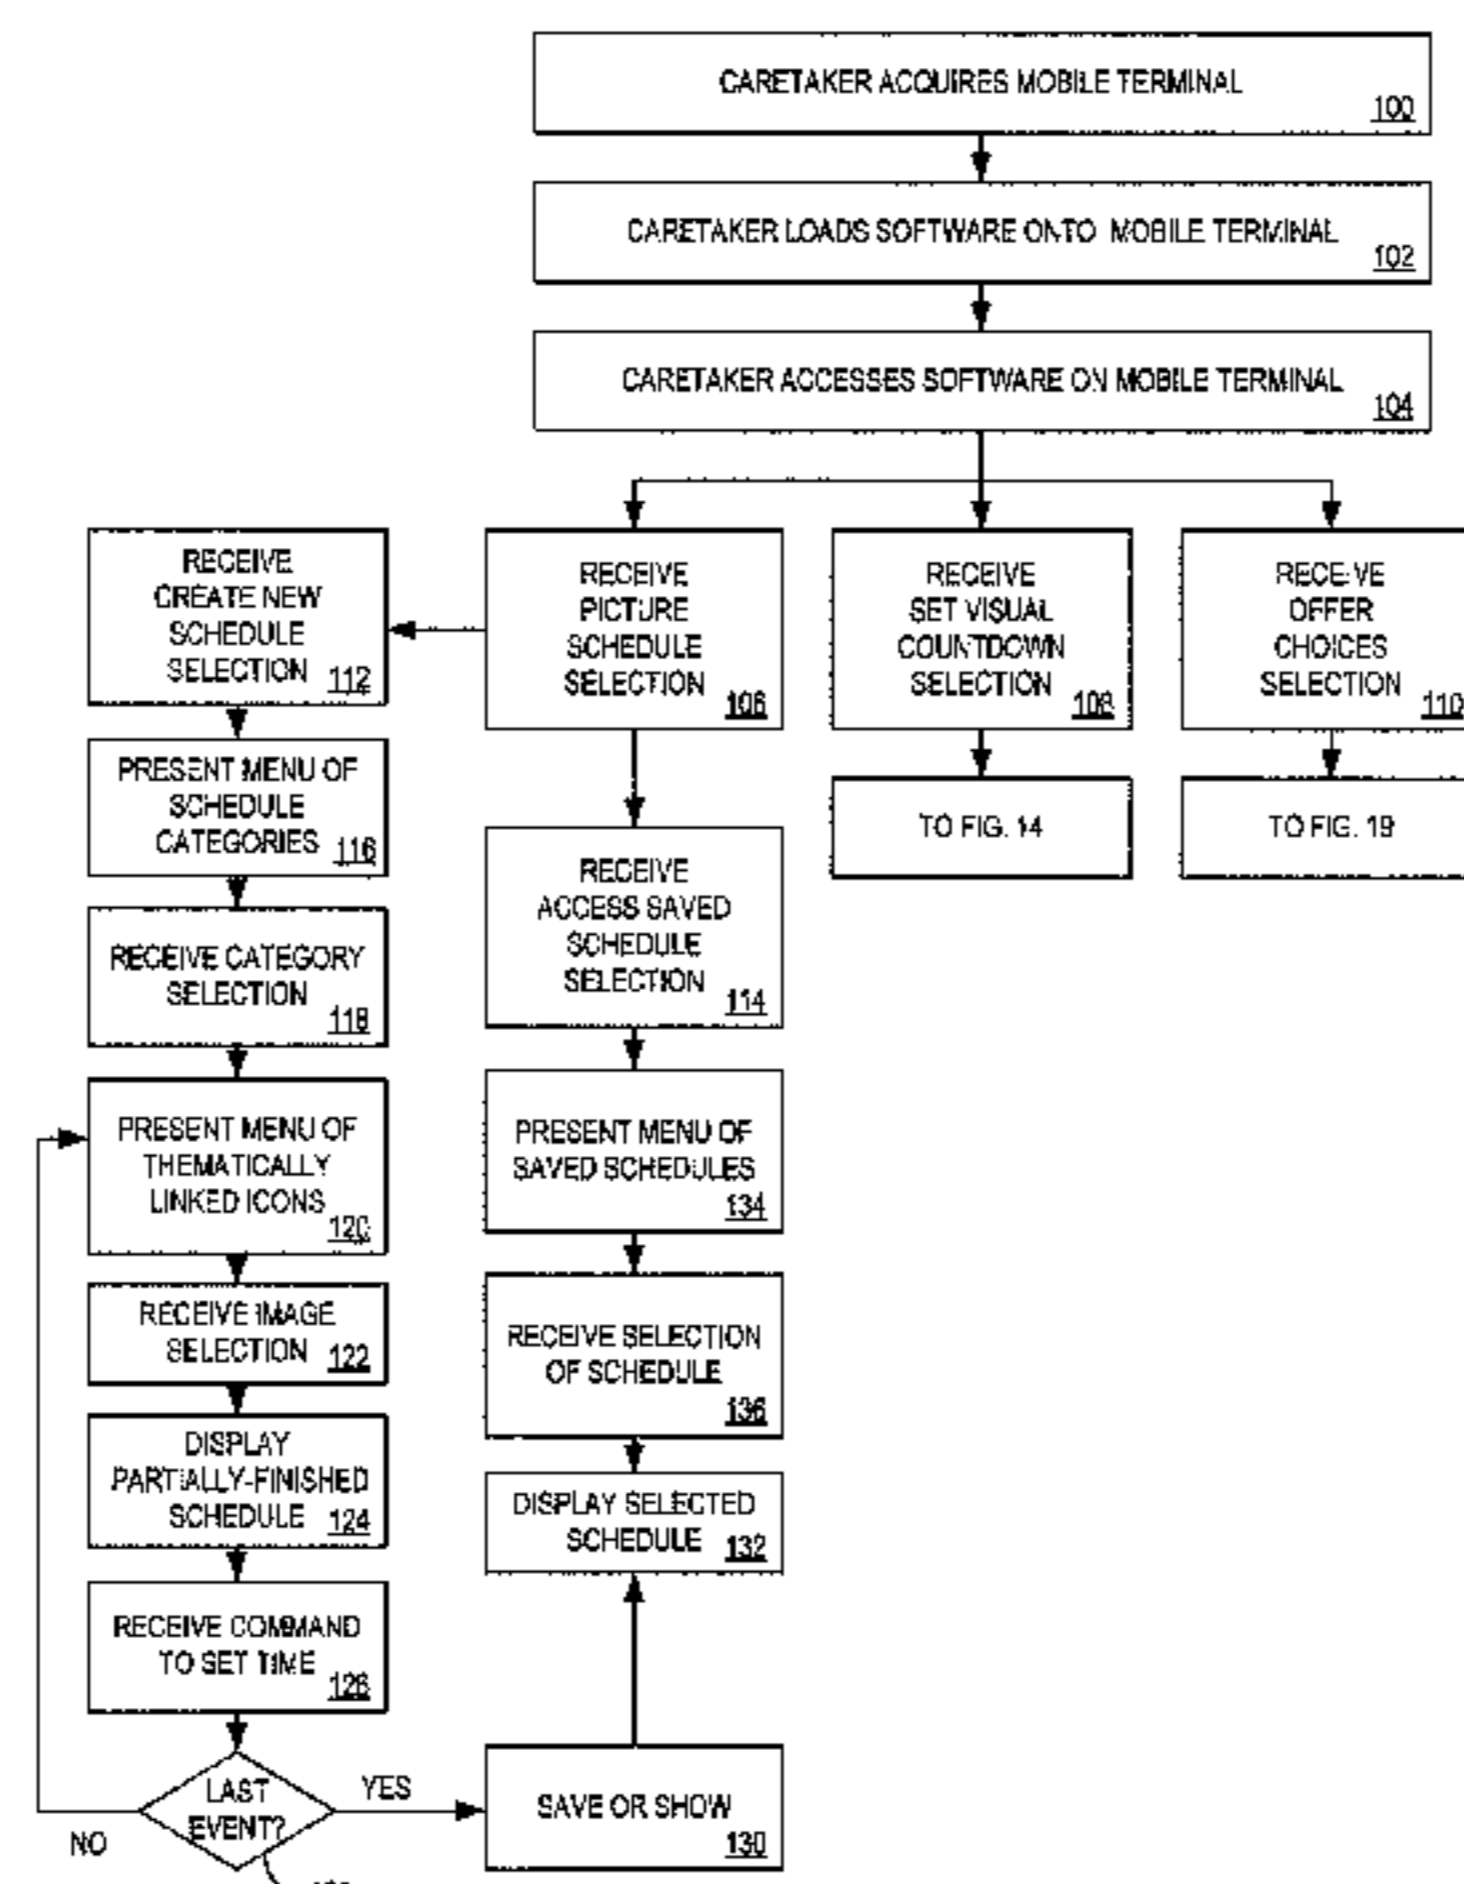 CARETAKER ACQUIRES MOBILE TERMINAL
100
CARETAKER LOADS SOFTWARE ONTO MOBILE TERMINAL
102
CARETAKER ACCESSES SOFTWARE ON MOBILE TERMINAL
104
RECEIVE
CREATE NEW
SCHEDULE
SELECTION 112
RECEIVE
PICTURE
SCHEDULE
SELECTION 106
RECEIVE
SET VISUAL
COUNTDOWN
SELECTION 108
RECEIVE
OFFER
CHOICES
SELECTION 110
PRESENT MENU OF
SCHEDULE
CATEGORIES 116
TO FIG. 14
TO FIG. 19
RECEIVE
ACCESS SAVED
SCHEDULE
SELECTION 114
RECEIVE CATEGORY
SELECTION 118
PRESENT MENU OF
THEMATICALLY
LINKED ICONS 120
PRESENT MENU OF
SAVED SCHEDULES
134
RECEIVE IMAGE
SELECTION 122
RECEIVE SELECTION
OF SCHEDULE
136
DISPLAY
PARTIALLY-FINISHED
SCHEDULE 124
DISPLAY SELECTED
SCHEDULE 132
RECEIVE COMMAND
TO SET TIME
126
LAST
EVENT?
YES
NO
SAVE OR SHOW
130